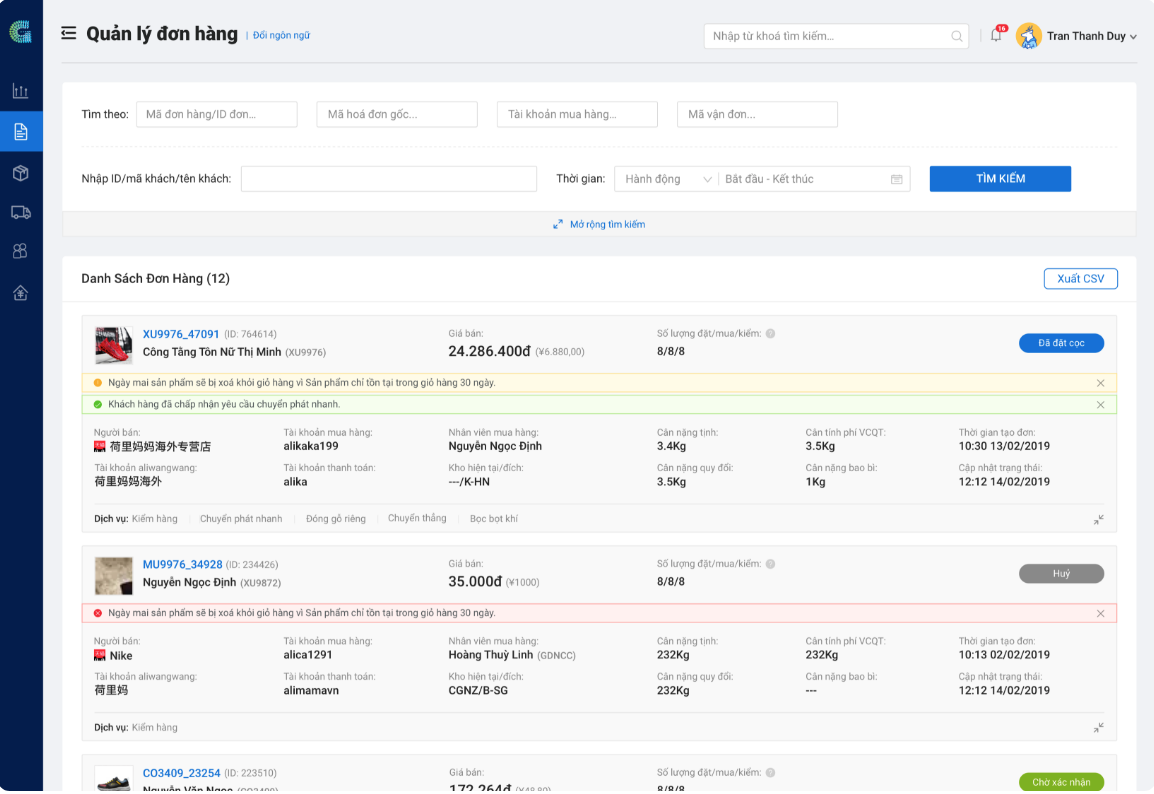 Quản lý đơn hàng | Đổi ngôn ngữ
Nhập từ khoá tìm kiếm...
16
Tran Thanh Duy
Tìm theo: Mã đơn hàng/ID đơn... Mã hoá đơn gốc... Tài khoản mua hàng... Mã vận đơn...
Nhập ID/mã khách/tên khách: Thời gian: Hành động Bắt đầu - Kết thúc TÌM KIẾM
Mở rộng tìm kiếm
Danh Sách Đơn Hàng (12) Xuất CSV
XU9976_47091 (ID: 764614) Giá bán: Số lượng đặt/mua/kiểm:
Công Tằng Tôn Nữ Thị Minh (XU9976) 24.286.400đ (¥6.880,00) 8/8/8 Đã đặt cọc
Ngày mai sản phẩm sẽ bị xoá khỏi giỏ hàng vì Sản phẩm chỉ tồn tại trong giỏ hàng 30 ngày.
Khách hàng đã chấp nhận yêu cầu chuyển phát nhanh.
Người bán: Tài khoản mua hàng: Nhân viên mua hàng: Cân nặng tịnh: Cân tính phí VCQT: Thời gian tạo đơn:
荷里妈妈海外专营店 alikaka199 Nguyễn Ngọc Định 3.4Kg 3.5Kg 10:30 13/02/2019
Tài khoản aliwangwang: Tài khoản thanh toán: Kho hiện tại/đích: Cân nặng quy đổi: Cân nặng bao bì: Cập nhật trạng thái:
荷里妈妈海外 alika ---/K-HN 3.5Kg 1Kg 12:12 14/02/2019
Dịch vụ: Kiểm hàng Chuyển phát nhanh Đóng gỗ riêng Chuyển thẳng Bọc bọt khí
MU9976_34928 (ID: 234426) Giá bán: Số lượng đặt/mua/kiểm:
Nguyễn Ngọc Định (XU9872) 35.000đ (¥1000) 8/8/8 Huỷ
Ngày mai sản phẩm sẽ bị xoá khỏi giỏ hàng vì Sản phẩm chỉ tồn tại trong giỏ hàng 30 ngày.
Người bán: Tài khoản mua hàng: Nhân viên mua hàng: Cân nặng tịnh: Cân tính phí VCQT: Thời gian tạo đơn:
Nike alica1291 Hoàng Thuỳ Linh (GDNCC) 232Kg 232Kg 10:13 02/02/2019
Tài khoản aliwangwang: Tài khoản thanh toán: Kho hiện tại/đích: Cân nặng quy đổi: Cân nặng bao bì: Cập nhật trạng thái:
荷里妈 alimamavn CGNZ/B-SG 232Kg --- 12:12 14/02/2019
Dịch vụ: Kiểm hàng
CO3409_23254 (ID: 223510) Giá bán: Số lượng đặt/mua/kiểm:
Nguyễn Văn Ngọc (CO3409) 172.264đ (¥48,80) 8/8/8 Chờ xác nhận